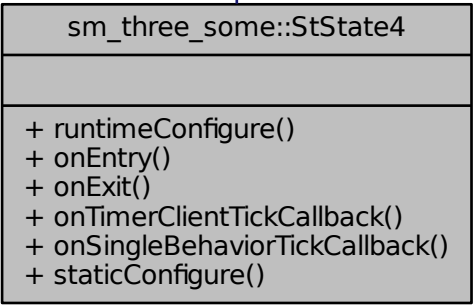 sm_three_some::StState4
+ runtimeConfigure()
+ onEntry()
+ onExit()
+ onTimerClientTickCallback()
+ onSingleBehaviorTickCallback()
+ staticConfigure()